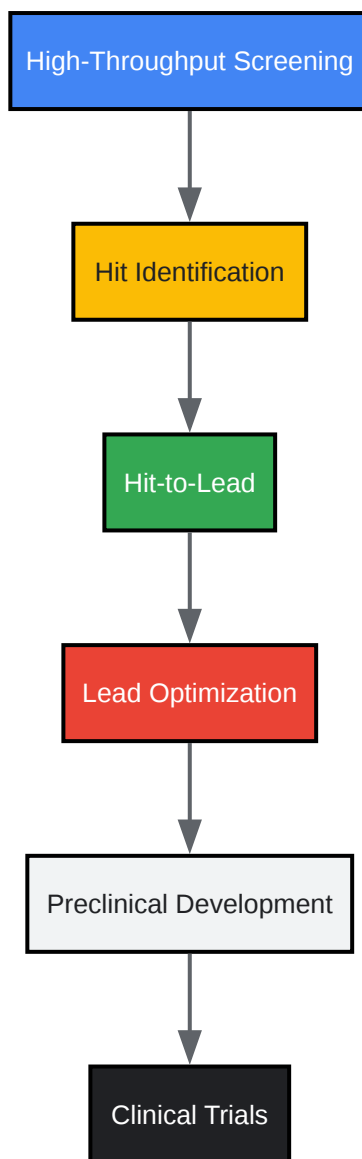 High-Throughput Screening
Hit Identification
Hit-to-Lead
Lead Optimization
Preclinical Development
Clinical Trials